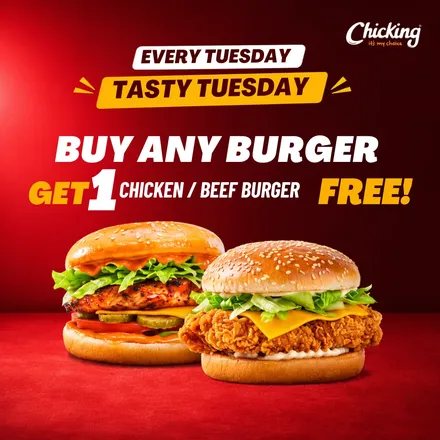 Chicking
it's my choice
EVERY TUESDAY
TASTY TUESDAY
BUY ANY BURGER
GET 1 CHICKEN / BEEF BURGER FREE!